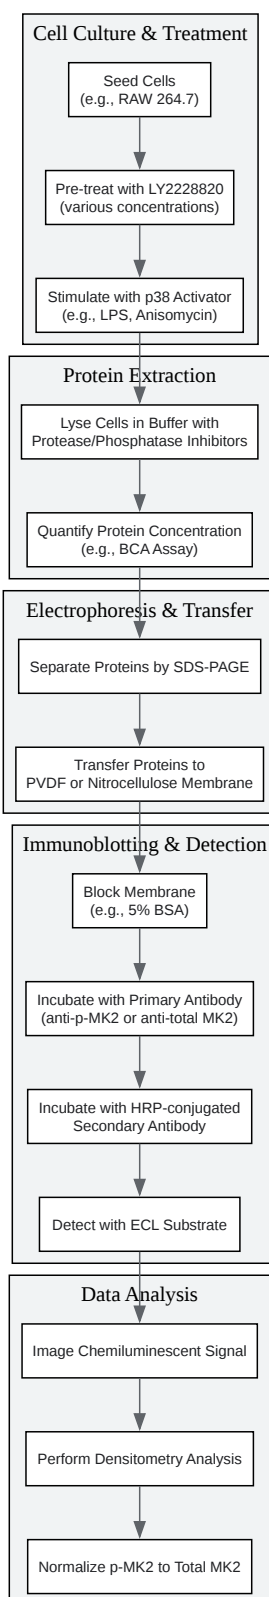 Cell Culture & Treatment
Seed Cells
(e.g., RAW 264.7)
Pre-treat with LY2228820
(various concentrations)
Stimulate with p38 Activator
(e.g., LPS, Anisomycin)
Protein Extraction
Lyse Cells in Buffer with
Protease/Phosphatase Inhibitors
Quantify Protein Concentration
(e.g., BCA Assay)
Electrophoresis & Transfer
Separate Proteins by SDS-PAGE
Transfer Proteins to
PVDF or Nitrocellulose Membrane
Immunoblotting & Detection
Block Membrane
(e.g., 5% BSA)
Incubate with Primary Antibody
(anti-p-MK2 or anti-total MK2)
Incubate with HRP-conjugated
Secondary Antibody
Detect with ECL Substrate
Data Analysis
Image Chemiluminescent Signal
Perform Densitometry Analysis
Normalize p-MK2 to Total MK2